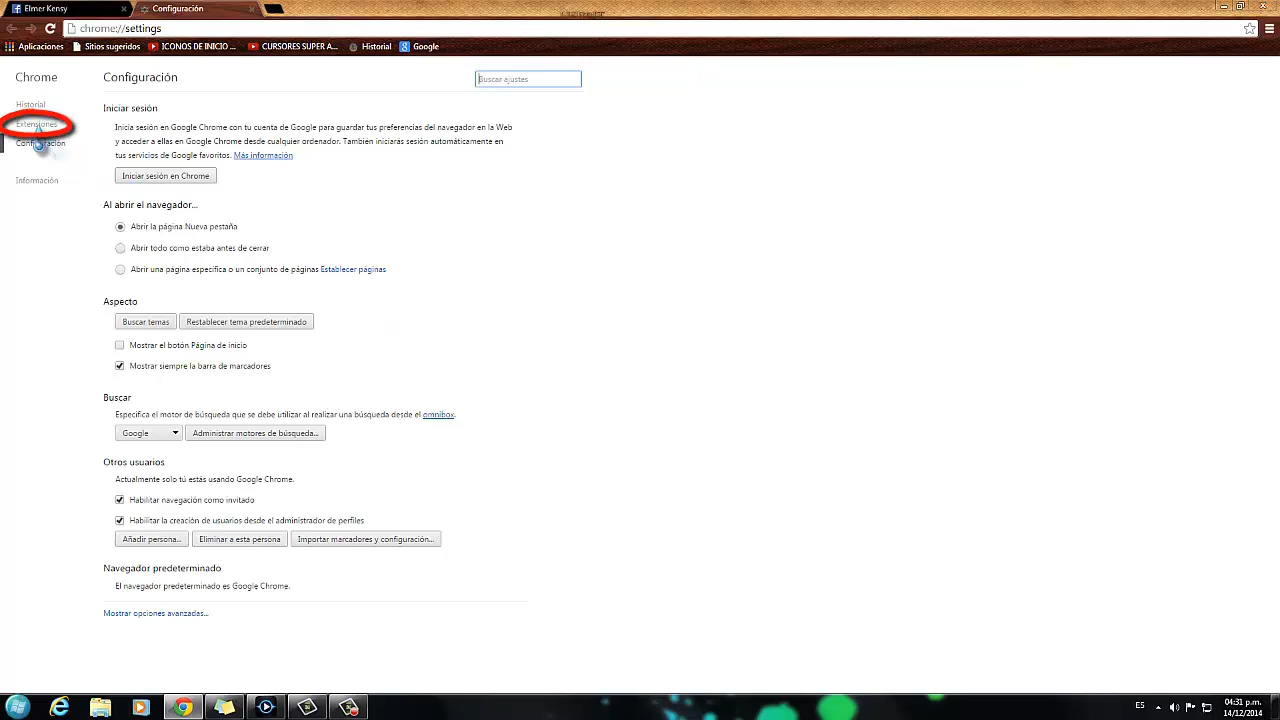 Elmer Kensy
Configuración
chrome://settings
Aplicaciones
Sitios sugeridos
ICONOS DE INICIO ...
CURSORES SUPER A...
Historial
Google
Chrome
Historial
Extensiones
Configuración
Información
Configuración
Buscar ajustes
Iniciar sesión
Inicia sesión en Google Chrome con tu cuenta de Google para guardar tus preferencias del navegador en la Web
y acceder a ellas en Google Chrome desde cualquier ordenador. También iniciarás sesión automáticamente en
tus servicios de Google favoritos. Más información
Iniciar sesión en Chrome
Al abrir el navegador...
Abrir la página Nueva pestaña
Abrir todo como estaba antes de cerrar
Abrir una página específica o un conjunto de páginas Establecer páginas
Aspecto
Buscar temas
Restablecer tema predeterminado
Mostrar el botón Página de inicio
Mostrar siempre la barra de marcadores
Buscar
Especifica el motor de búsqueda que se debe utilizar al realizar una búsqueda desde el omnibox.
Google
Administrar motores de búsqueda...
Otros usuarios
Actualmente solo tú estás usando Google Chrome.
Habilitar navegación como invitado
Habilitar la creación de usuarios desde el administrador de perfiles
Añadir persona...
Eliminar a esta persona
Importar marcadores y configuración...
Navegador predeterminado
El navegador predeterminado es Google Chrome.
Mostrar opciones avanzadas...
ES
04:31 p.m.
14/12/2014